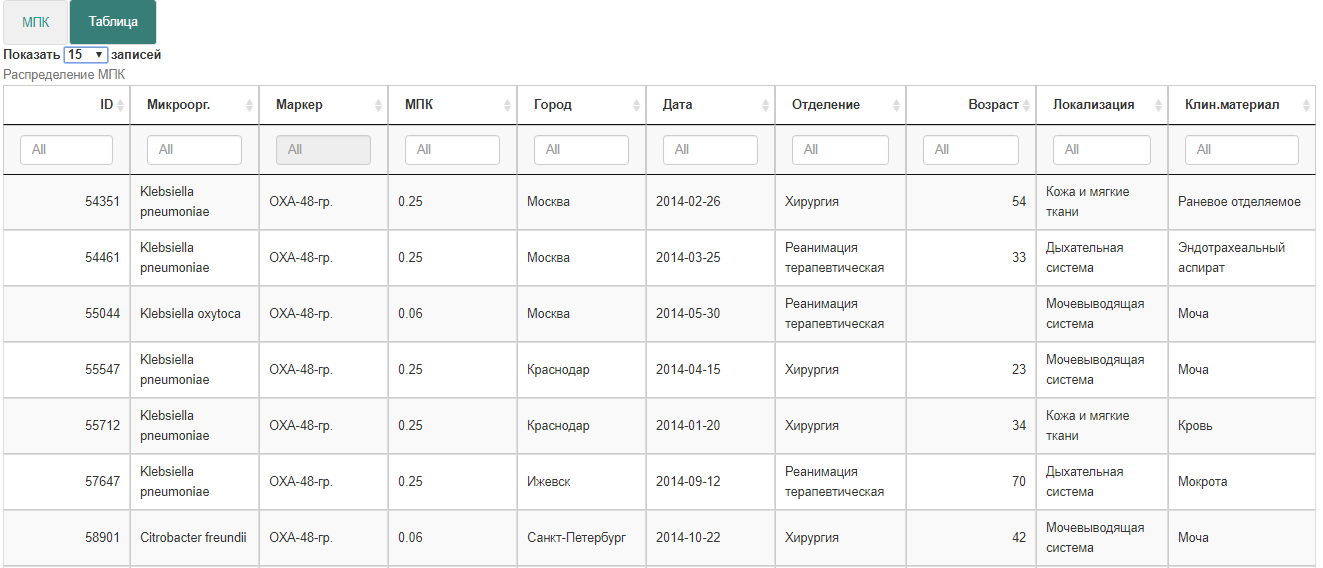 МПК Таблица
Показать 15 записей
Распределение МПК
ID Микроорг. Маркер МПК Город Дата Отделение Возраст Локализация Клин.материал
All All All All All All All All All All
54351 Klebsiella pneumoniae ОХА-48-гр. 0.25 Москва 2014-02-26 Хирургия 54 Кожа и мягкие ткани Раневое отделяемое
54461 Klebsiella pneumoniae ОХА-48-гр. 0.25 Москва 2014-03-25 Реанимация терапевтическая 33 Дыхательная система Эндотрахеальный аспират
55044 Klebsiella oxytoca ОХА-48-гр. 0.06 Москва 2014-05-30 Реанимация терапевтическая Мочевыводящая система Моча
55547 Klebsiella pneumoniae ОХА-48-гр. 0.25 Краснодар 2014-04-15 Хирургия 23 Мочевыводящая система Моча
55712 Klebsiella pneumoniae ОХА-48-гр. 0.25 Краснодар 2014-01-20 Хирургия 34 Кожа и мягкие ткани Кровь
57647 Klebsiella pneumoniae ОХА-48-гр. 0.25 Ижевск 2014-09-12 Реанимация терапевтическая 70 Дыхательная система Мокрота
58901 Citrobacter freundii ОХА-48-гр. 0.06 Санкт-Петербург 2014-10-22 Хирургия 42 Мочевыводящая система Моча